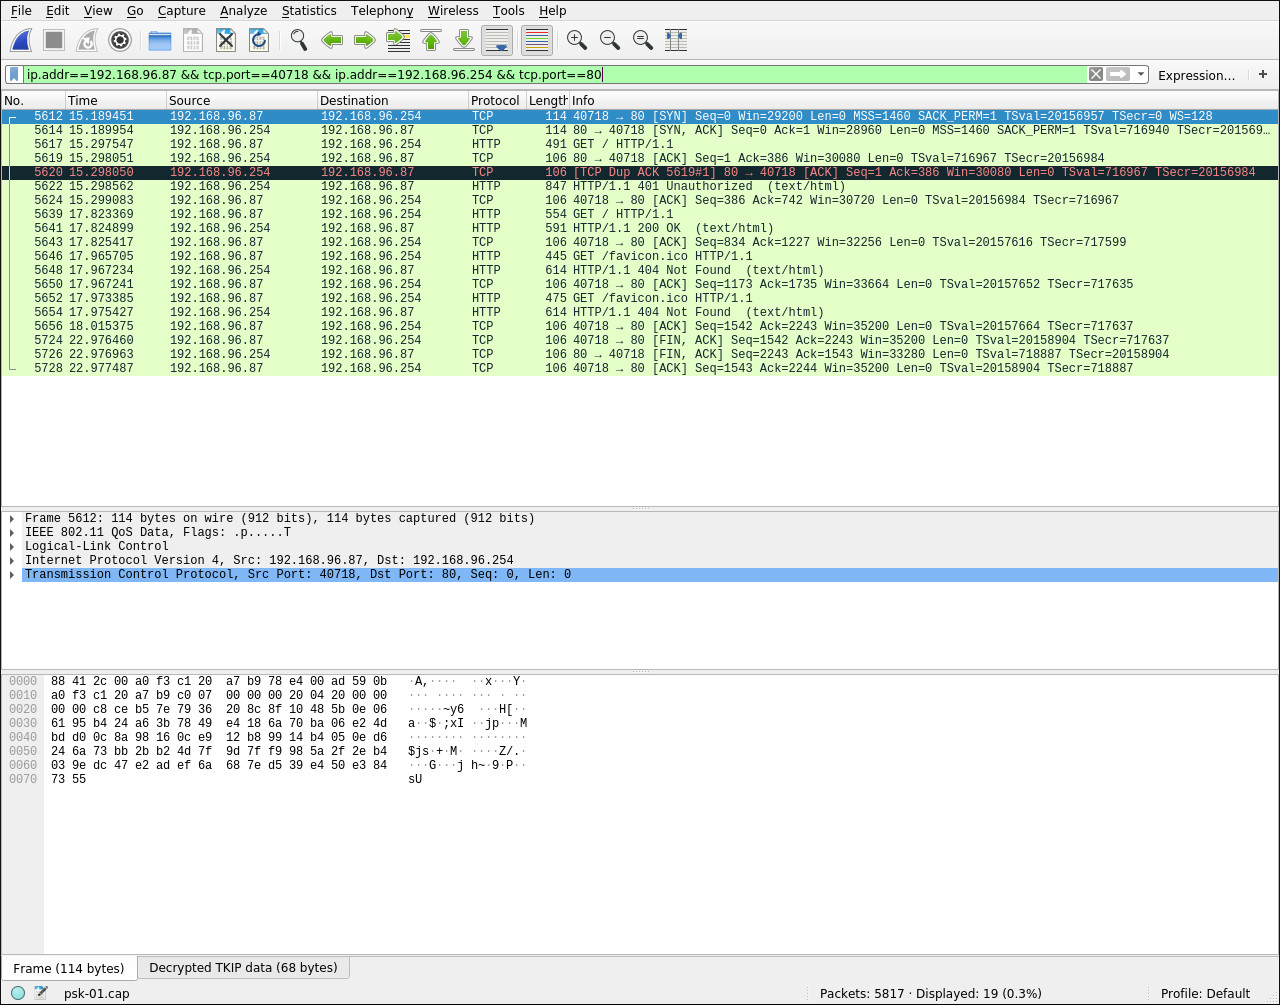 File Edit View Go Capture Analyze Statistics Telephony Wireless Tools Help
ip.addr==192.168.96.87 && tcp.port==40718 && ip.addr==192.168.96.254 && tcp.port==80 Expression… +
No. Time Source Destination Protocol Length Info
5612 15.189451 192.168.96.87 192.168.96.254 TCP 114 40718 → 80 [SYN] Seq=0 Win=29200 Len=0 MSS=1460 SACK_PERM=1 TSval=20156957 TSecr=0 WS=128
5614 15.189954 192.168.96.254 192.168.96.87 TCP 114 80 → 40718 [SYN, ACK] Seq=0 Ack=1 Win=28960 Len=0 MSS=1460 SACK_PERM=1 TSval=716940 TSecr=201569…
5617 15.297547 192.168.96.87 192.168.96.254 HTTP 491 GET / HTTP/1.1
5619 15.298051 192.168.96.254 192.168.96.87 TCP 106 80 → 40718 [ACK] Seq=1 Ack=386 Win=30080 Len=0 TSval=716967 TSecr=20156984
5620 15.298050 192.168.96.254 192.168.96.87 TCP 106 [TCP Dup ACK 5619#1] 80 → 40718 [ACK] Seq=1 Ack=386 Win=30080 Len=0 TSval=716967 TSecr=20156984
5622 15.298562 192.168.96.254 192.168.96.87 HTTP 847 HTTP/1.1 401 Unauthorized (text/html)
5624 15.299083 192.168.96.87 192.168.96.254 TCP 106 40718 → 80 [ACK] Seq=386 Ack=742 Win=30720 Len=0 TSval=20156984 TSecr=716967
5639 17.823369 192.168.96.87 192.168.96.254 HTTP 554 GET / HTTP/1.1
5641 17.824899 192.168.96.254 192.168.96.87 HTTP 591 HTTP/1.1 200 OK (text/html)
5643 17.825417 192.168.96.87 192.168.96.254 TCP 106 40718 → 80 [ACK] Seq=834 Ack=1227 Win=32256 Len=0 TSval=20157616 TSecr=717599
5646 17.965705 192.168.96.87 192.168.96.254 HTTP 445 GET /favicon.ico HTTP/1.1
5648 17.967234 192.168.96.254 192.168.96.87 HTTP 614 HTTP/1.1 404 Not Found (text/html)
5650 17.967241 192.168.96.87 192.168.96.254 TCP 106 40718 → 80 [ACK] Seq=1173 Ack=1735 Win=33664 Len=0 TSval=20157652 TSecr=717635
5652 17.973385 192.168.96.87 192.168.96.254 HTTP 475 GET /favicon.ico HTTP/1.1
5654 17.975427 192.168.96.254 192.168.96.87 HTTP 614 HTTP/1.1 404 Not Found (text/html)
5656 18.015375 192.168.96.87 192.168.96.254 TCP 106 40718 → 80 [ACK] Seq=1542 Ack=2243 Win=35200 Len=0 TSval=20157664 TSecr=717637
5724 22.976460 192.168.96.87 192.168.96.254 TCP 106 40718 → 80 [FIN, ACK] Seq=1542 Ack=2243 Win=35200 Len=0 TSval=20158904 TSecr=717637
5726 22.976963 192.168.96.254 192.168.96.87 TCP 106 80 → 40718 [FIN, ACK] Seq=2243 Ack=1543 Win=33280 Len=0 TSval=718887 TSecr=20158904
5728 22.977487 192.168.96.87 192.168.96.254 TCP 106 40718 → 80 [ACK] Seq=1543 Ack=2244 Win=35200 Len=0 TSval=20158904 TSecr=718887
Frame 5612: 114 bytes on wire (912 bits), 114 bytes captured (912 bits)
IEEE 802.11 QoS Data, Flags: .p.....T
Logical-Link Control
Internet Protocol Version 4, Src: 192.168.96.87, Dst: 192.168.96.254
Transmission Control Protocol, Src Port: 40718, Dst Port: 80, Seq: 0, Len: 0
0000 88 41 2c 00 a0 f3 c1 20 a7 b9 78 e4 00 ad 59 0b ·A,···· ··x···Y·
0010 a0 f3 c1 20 a7 b9 c0 07 00 00 00 20 04 20 00 00 ··· ···· ··· · ··
0020 00 00 c8 ce b5 7e 79 36 20 8c 8f 10 48 5b 0e 06 ·····~y6 ···H[··
0030 61 95 b4 24 a6 3b 78 49 e4 18 6a 70 ba 06 e2 4d a··$·;xI ··jp···M
0040 bd d0 0c 8a 98 16 0c e9 12 b8 99 14 b4 05 0e d6 ········ ········
0050 24 6a 73 bb 2b b2 4d 7f 9d 7f f9 98 5a 2f 2e b4 $js·+·M· ····Z/.·
0060 03 9e dc 47 e2 ad ef 6a 68 7e d5 39 e4 50 e3 84 ···G···j h~·9·P··
0070 73 55 sU
Frame (114 bytes) Decrypted TKIP data (68 bytes)
psk-01.cap Packets: 5817 · Displayed: 19 (0.3%) Profile: Default